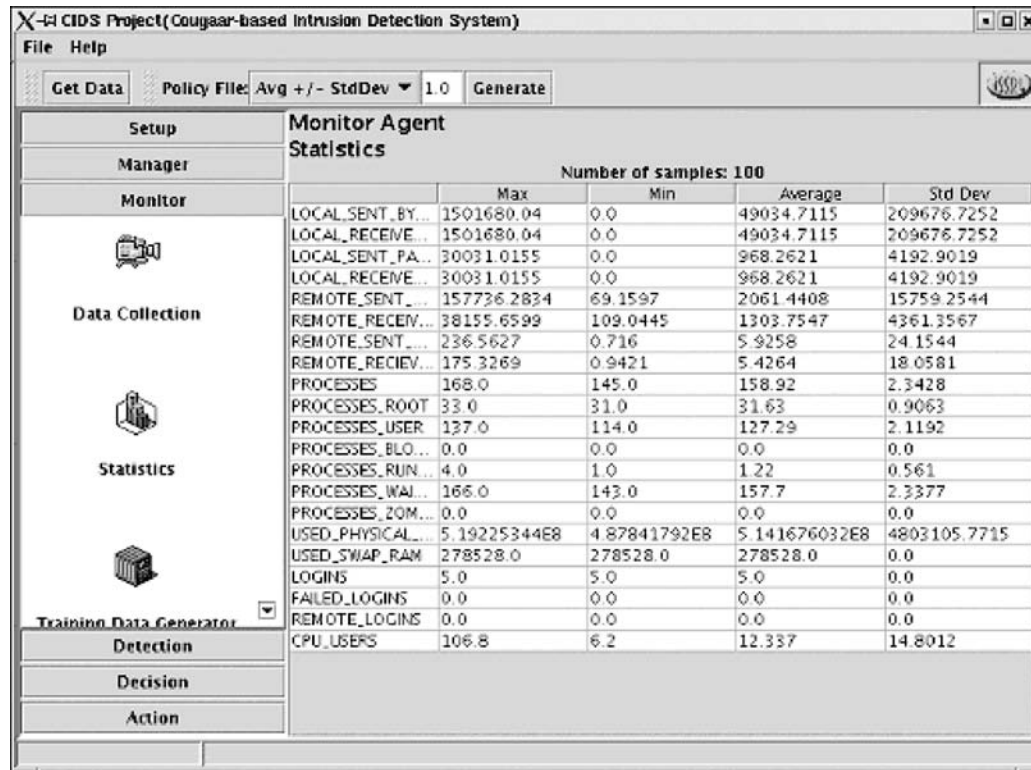 CIDS Project(Cougaar-based Intrusion Detection System)
File Help
Get Data Policy File: Avg +/- StdDev 1.0 Generate
Setup
Manager
Monitor
Data Collection
Statistics
Training Data Generator
Detection
Decision
Action
Monitor Agent
Statistics
Number of samples: 100
Max Min Average Std Dev
LOCAL_SENT_BY... 1501680.04 0.0 49034.7115 209676.7252
LOCAL_RECEIVE... 1501680.04 0.0 49034.7115 209676.7252
LOCAL_SENT_PA... 30031.0155 0.0 968.2621 4192.9019
LOCAL_RECEIVE... 30031.0155 0.0 968.2621 4192.9019
REMOTE_SENT_... 157736.2834 69.1597 2061.4408 15759.2544
REMOTE_RECEIV... 38155.6599 109.0445 1303.7547 4361.3567
REMOTE_SENT_... 236.5627 0.716 5.9258 24.1544
REMOTE_RECIEV... 175.3269 0.9421 5.4264 18.0581
PROCESSES 168.0 145.0 158.92 2.3428
PROCESSES_ROOT 33.0 31.0 31.63 0.9063
PROCESSES_USER 137.0 114.0 127.29 2.1192
PROCESSES_BLO... 0.0 0.0 0.0 0.0
PROCESSES_RUN... 4.0 1.0 1.22 0.561
PROCESSES_WAI... 166.0 143.0 157.7 2.3377
PROCESSES_ZOM... 0.0 0.0 0.0 0.0
USED_PHYSICAL_... 5.19225344E8 4.87841792E8 5.141676032E8 4803105.7715
USED_SWAP_RAM 278528.0 278528.0 278528.0 0.0
LOGINS 5.0 5.0 5.0 0.0
FAILED_LOGINS 0.0 0.0 0.0 0.0
REMOTE_LOGINS 0.0 0.0 0.0 0.0
CPU_USERS 106.8 6.2 12.337 14.8012